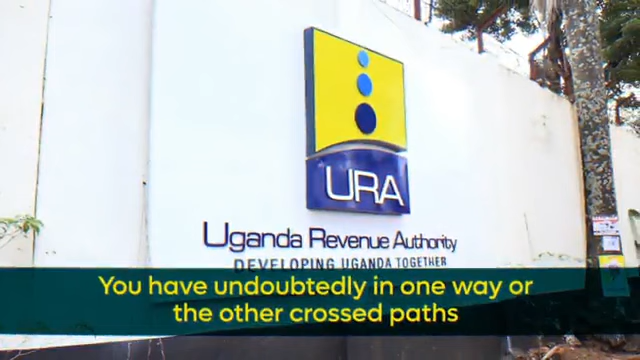 URA
Uganda Revenue Authority
DEVELOPING UGANDA TOGETHER
You have undoubtedly in one way or
the other crossed paths